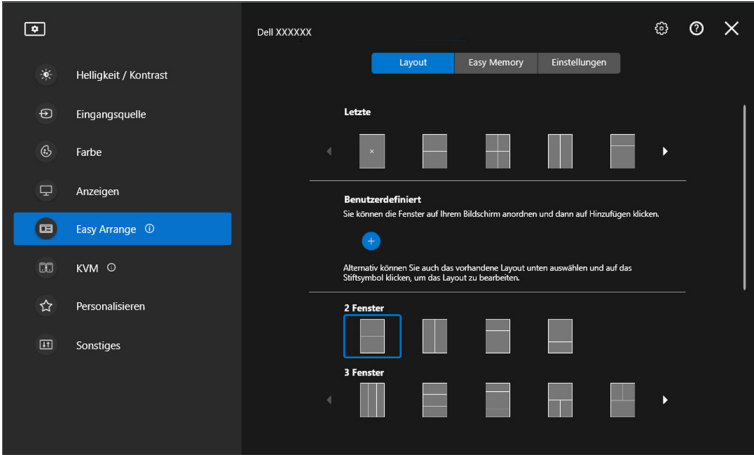 Dell XXXXXX
Layout Easy Memory Einstellungen
Helligkeit / Kontrast
Eingangsquelle
Farbe
Anzeigen
Easy Arrange
KVM
Personalisieren
Sonstiges
Letzte
Benutzerdefiniert
Sie können die Fenster auf Ihrem Bildschirm anordnen und dann auf Hinzufügen klicken.
Alternativ können Sie auch das vorhandene Layout unten auswählen und auf das
Stiftsymbol klicken, um das Layout zu bearbeiten.
2 Fenster
3 Fenster